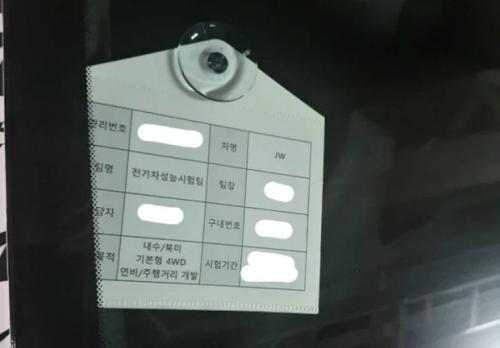 관리번호 차명 JW
팀명 전기차성능시험팀 팀장
담당자 구내번호
목적 내수/북미 시험기간
기본형 4WD
연비/주행거리 개발